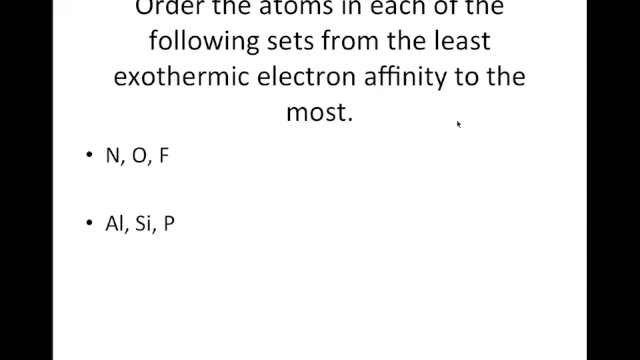 Order the atoms in each of the
following sets from the least
exothermic electron affinity to the
most.
• N, O, F
• Al, Si, P